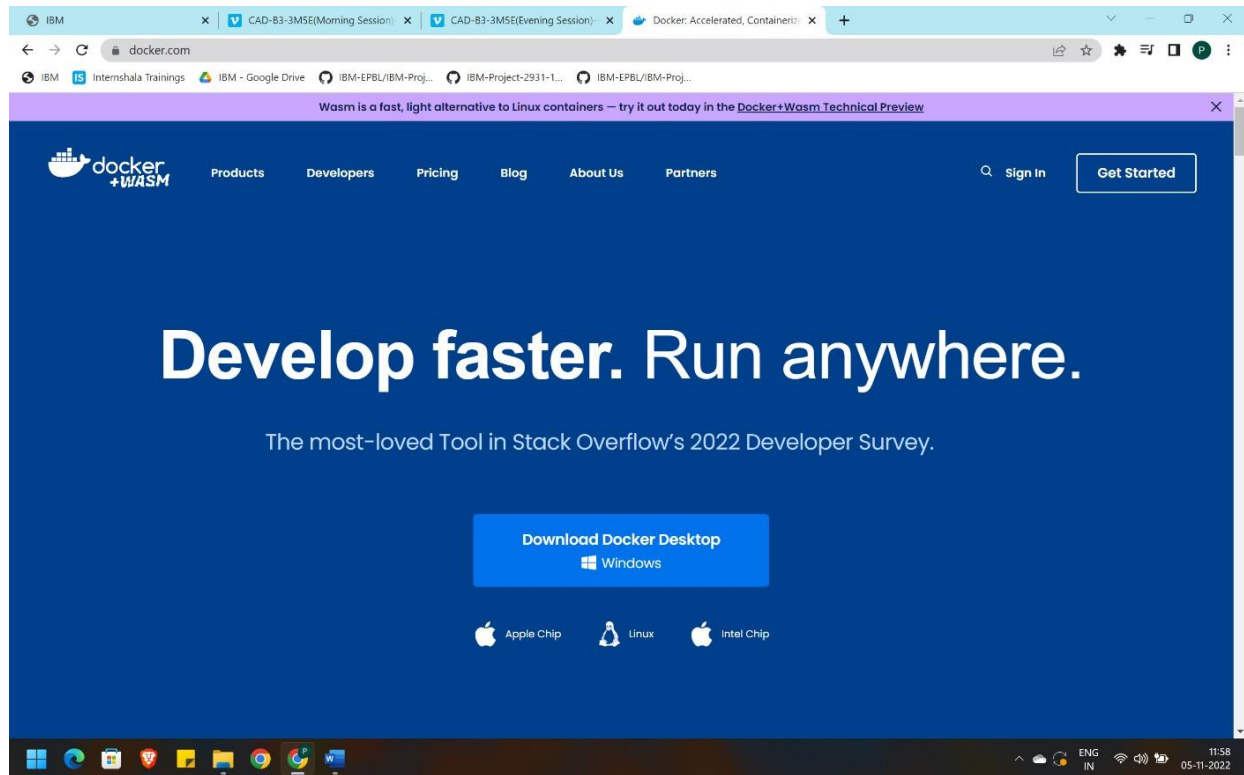 IBM
CAD-B3-3M5E(Morning Session)
CAD-B3-3M5E(Evening Session)-
Docker: Accelerated, Containeriz
docker.com
P
IBM
IS Internshala Trainings
IBM - Google Drive
IBM-EPBL/IBM-Proj...
IBM-Project-2931-1...
IBM-EPBL/IBM-Proj...
Wasm is a fast, light alternative to Linux containers — try it out today in the Docker+Wasm Technical Preview
docker
+WASM
Products
Developers
Pricing
Blog
About Us
Partners
Sign In
Get Started
Develop faster. Run anywhere.
The most-loved Tool in Stack Overflow's 2022 Developer Survey.
Download Docker Desktop
Windows
Apple Chip
Linux
Intel Chip
ENG
IN
11:58
05-11-2022